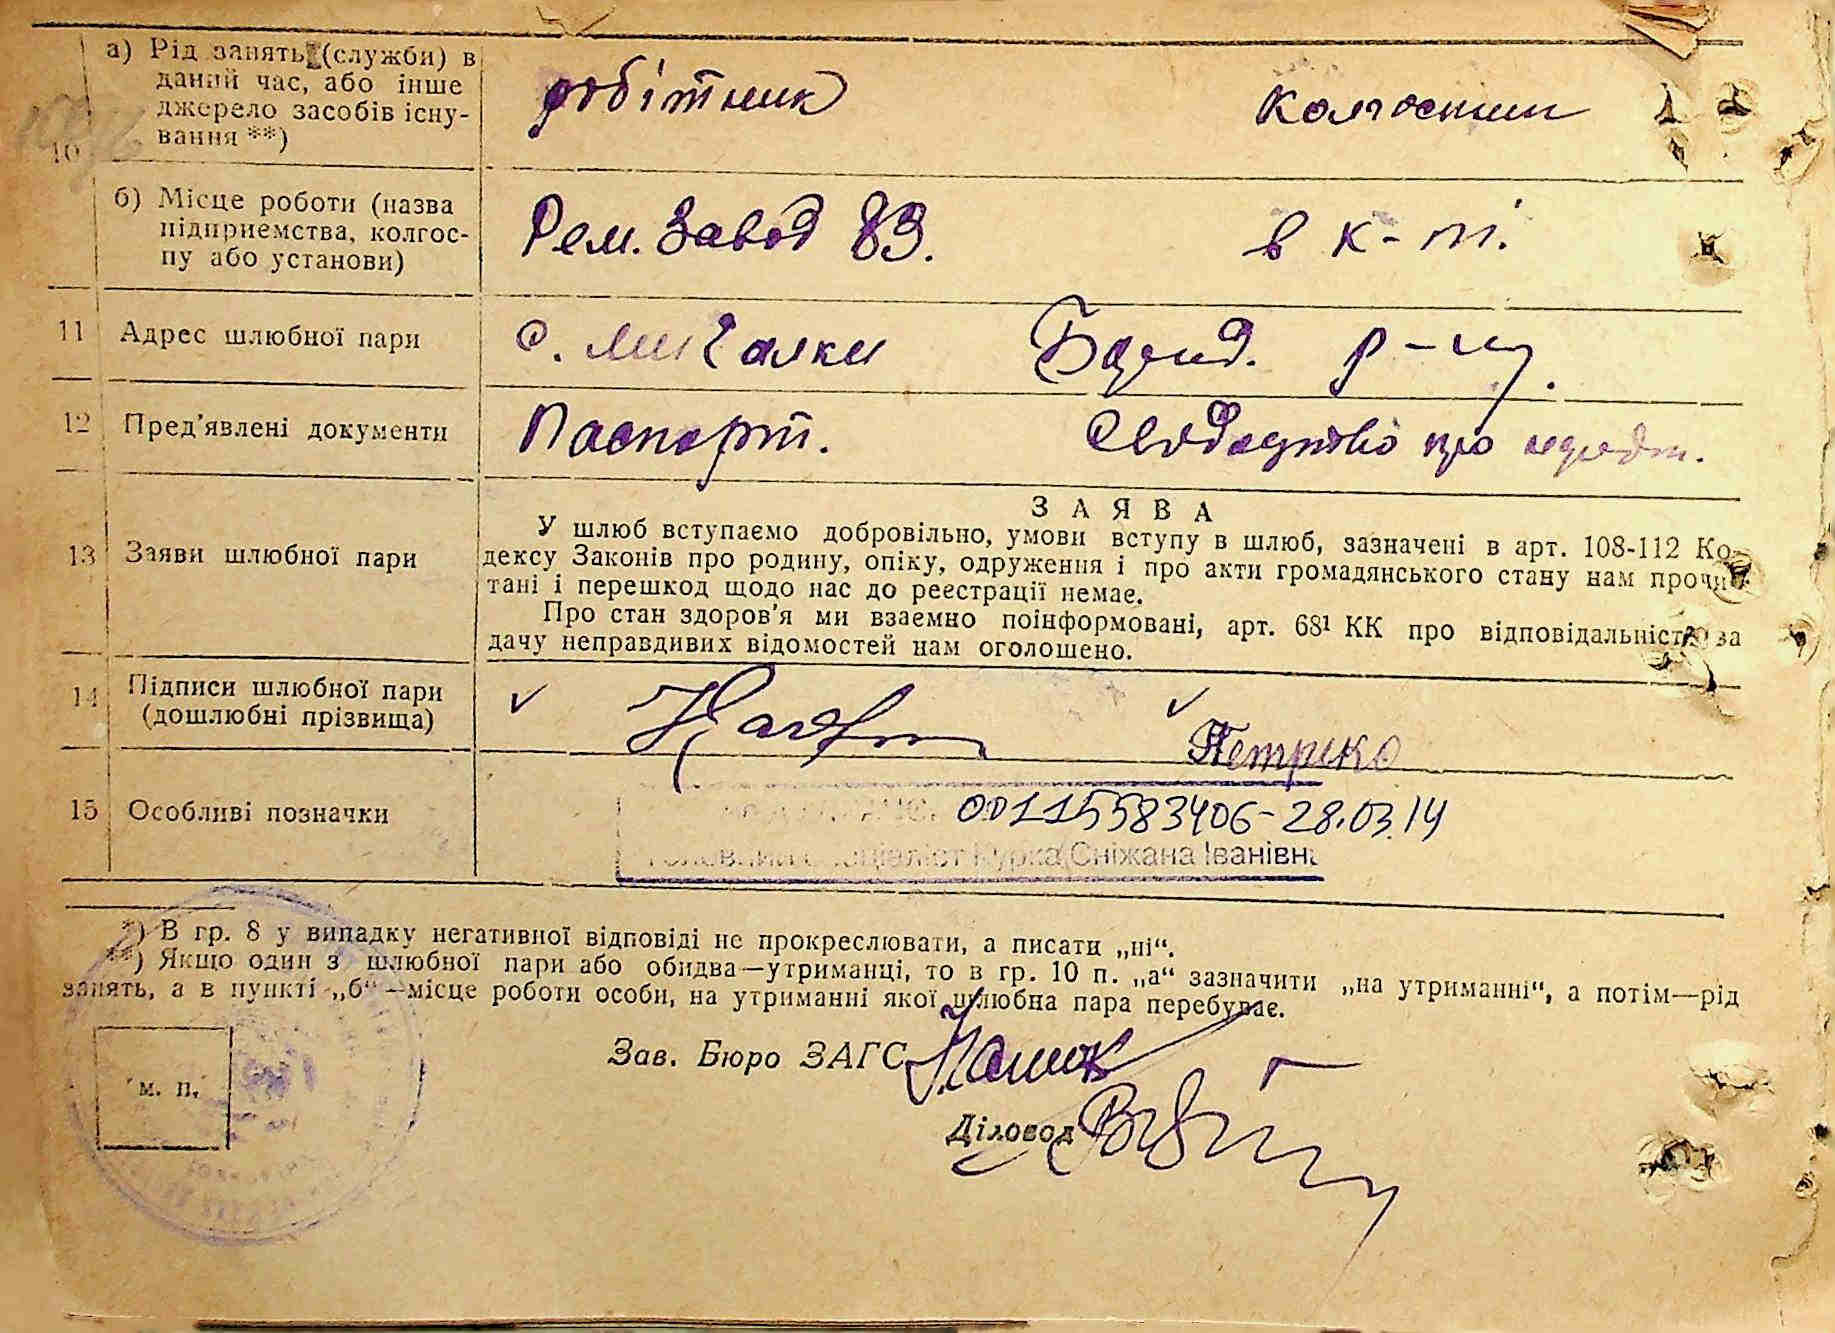 10
а) Рід занять (служби) в
даний час, або інше
джерело засобів існу-
вання **)
робітник
б) Місце роботи (назва
підприємства, колгос-
пу або установи)
Рем. Завод 83.
в к-ті.
11 Адрес шлюбної пари
с. Мичалки р-ну.
12 Пред'явлені документи
Паспорт. про
13 Заяви шлюбної пари
ЗАЯВА
У шлюб вступаємо добровільно, умови вступу в шлюб, зазначені в арт. 108-112 Ко-
дексу Законів про родину, опіку, одруження і про акти громадянського стану нам прочи-
тані і перешкод щодо нас до реєстрації немає.
Про стан здоров'я ми взаємно поінформовані, арт. 68¹ КК про відповідальність за
дачу неправдивих відомостей нам оголошено.
14 Підписи шлюбної пари
(дошлюбні прізвища)
Петрико
15 Особливі позначки
00115583406-28.03.14
Головний спеціаліст Курка Сніжана Іванівна
*) В гр. 8 у випадку негативної відповіді не прокреслювати, а писати „ні“.
**) Якщо один з шлюбної пари або обидва—утриманці, то в гр. 10 п. „а“ зазначити „на утриманні“, а потім—рід
занять, а в пункті „б“—місце роботи особи, на утриманні якої шлюбна пара перебуває.
Зав. Бюро ЗАГС
м. п.
Діловод